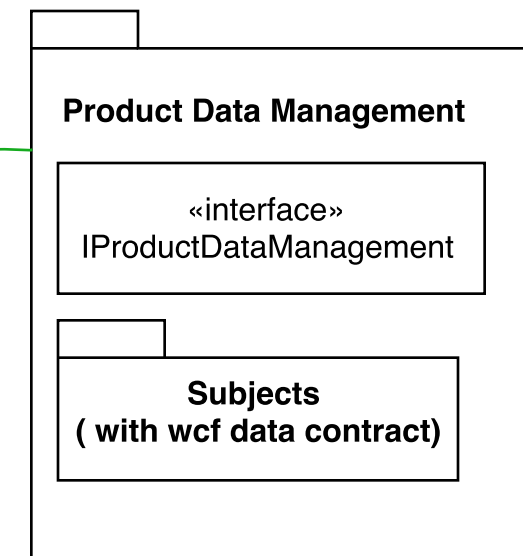 Product Data Management
«interface»
IProductDataManagement
Subjects
( with wcf data contract)